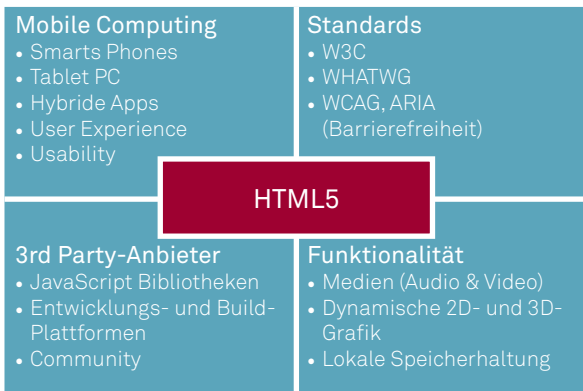 Mobile Computing
• Smarts Phones
• Tablet PC
• Hybride Apps
• User Experience
• Usability
Standards
• W3C
• WHATWG
• WCAG, ARIA
(Barrierefreiheit)
HTML5
3rd Party-Anbieter
• JavaScript Bibliotheken
• Entwicklungs- und Build-
Plattformen
• Community
Funktionalität
• Medien (Audio & Video)
• Dynamische 2D- und 3D-
Grafik
• Lokale Speicherhaltung